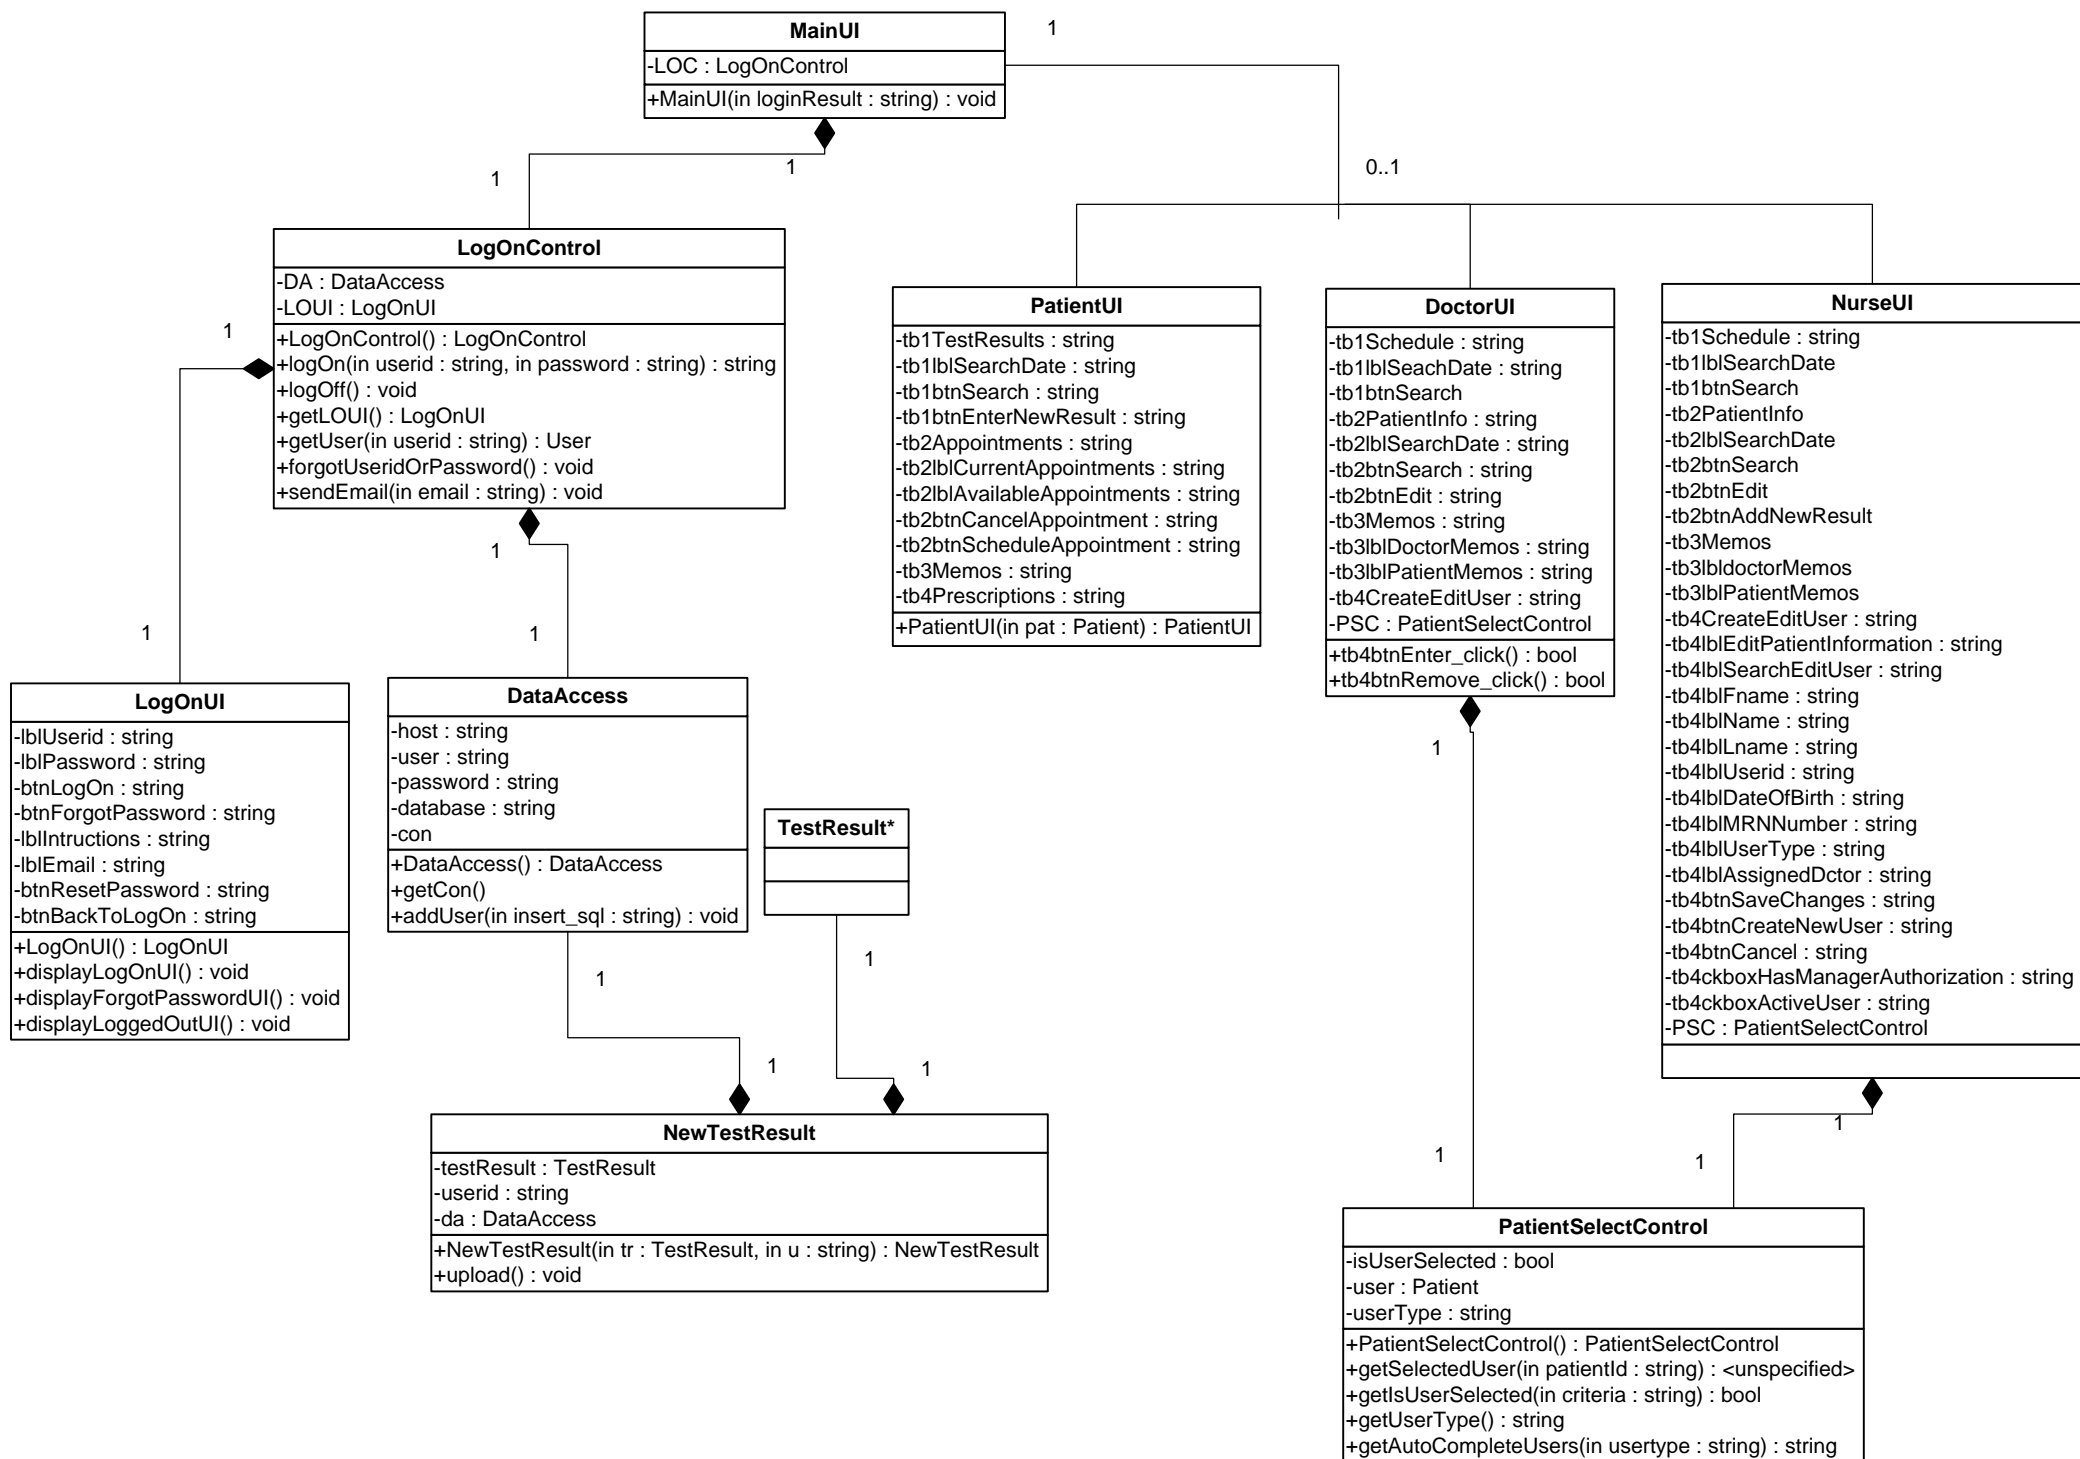 MainUI
-LOC : LogOnControl
+MainUI(in loginResult : string) : void
1
1
1
0..1
LogOnControl
-DA : DataAccess
-LOUI : LogOnUI
+LogOnControl() : LogOnControl
+logOn(in userid : string, in password : string) : string
+logOff() : void
+getLOUI() : LogOnUI
+getUser(in userid : string) : User
+forgotUseridOrPassword() : void
+sendEmail(in email : string) : void
1
1
1
1
PatientUI
-tb1TestResults : string
-tb1lblSearchDate : string
-tb1btnSearch : string
-tb1btnEnterNewResult : string
-tb2Appointments : string
-tb2lblCurrentAppointments : string
-tb2lblAvailableAppointments : string
-tb2btnCancelAppointment : string
-tb2btnScheduleAppointment : string
-tb3Memos : string
-tb4Prescriptions : string
+PatientUI(in pat : Patient) : PatientUI
DoctorUI
-tb1Schedule : string
-tb1lblSeachDate : string
-tb1btnSearch
-tb2PatientInfo : string
-tb2lblSearchDate : string
-tb2btnSearch : string
-tb2btnEdit : string
-tb3Memos : string
-tb3lblDoctorMemos : string
-tb3lblPatientMemos : string
-tb4CreateEditUser : string
-PSC : PatientSelectControl
+tb4btnEnter_click() : bool
+tb4btnRemove_click() : bool
1
1
NurseUI
-tb1Schedule : string
-tb1lblSearchDate
-tb1btnSearch
-tb2PatientInfo
-tb2lblSearchDate
-tb2btnSearch
-tb2btnEdit
-tb2btnAddNewResult
-tb3Memos
-tb3lbldoctorMemos
-tb3lblPatientMemos
-tb4CreateEditUser : string
-tb4lblEditPatientInformation : string
-tb4lblSearchEditUser : string
-tb4lblFname : string
-tb4lblName : string
-tb4lblLname : string
-tb4lblUserid : string
-tb4lblDateOfBirth : string
-tb4lblMRNNumber : string
-tb4lblUserType : string
-tb4lblAssignedDctor : string
-tb4btnSaveChanges : string
-tb4btnCreateNewUser : string
-tb4btnCancel : string
-tb4ckboxHasManagerAuthorization : string
-tb4ckboxActiveUser : string
-PSC : PatientSelectControl
1
1
LogOnUI
-lblUserid : string
-lblPassword : string
-btnLogOn : string
-btnForgotPassword : string
-lblIntructions : string
-lblEmail : string
-btnResetPassword : string
-btnBackToLogOn : string
+LogOnUI() : LogOnUI
+displayLogOnUI() : void
+displayForgotPasswordUI() : void
+displayLoggedOutUI() : void
DataAccess
-host : string
-user : string
-password : string
-database : string
-con
+DataAccess() : DataAccess
+getCon()
+addUser(in insert_sql : string) : void
TestResult*
1
1
1
1
NewTestResult
-testResult : TestResult
-userid : string
-da : DataAccess
+NewTestResult(in tr : TestResult, in u : string) : NewTestResult
+upload() : void
PatientSelectControl
-isUserSelected : bool
-user : Patient
-userType : string
+PatientSelectControl() : PatientSelectControl
+getSelectedUser(in patientId : string) : <unspecified>
+getIsUserSelected(in criteria : string) : bool
+getUserType() : string
+getAutoCompleteUsers(in usertype : string) : string